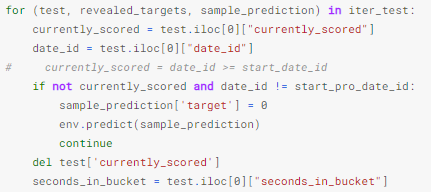 for (test, revealed_targets, sample_prediction) in iter_test:
    currently_scored = test.iloc[0]["currently_scored"]
    date_id = test.iloc[0]["date_id"]
#     currently_scored = date_id >= start_date_id
    if not currently_scored and date_id != start_pro_date_id:
        sample_prediction['target'] = 0
        env.predict(sample_prediction)
        continue
    del test['currently_scored']
    seconds_in_bucket = test.iloc[0]["seconds_in_bucket"]